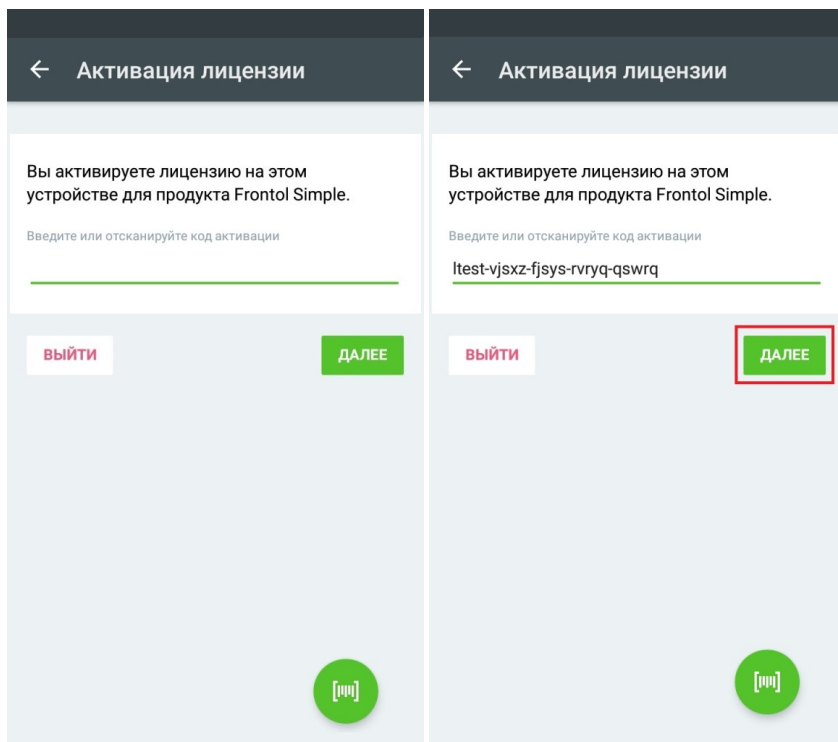 Активация лицензии
Вы активируете лицензию на этом
устройстве для продукта Frontol Simple.
Введите или отсканируйте код активации
ВЫЙТИ
ДАЛЕЕ
Активация лицензии
Вы активируете лицензию на этом
устройстве для продукта Frontol Simple.
Введите или отсканируйте код активации
ltest-vjsxz-fjsys-rvryq-qswrq
ВЫЙТИ
ДАЛЕЕ